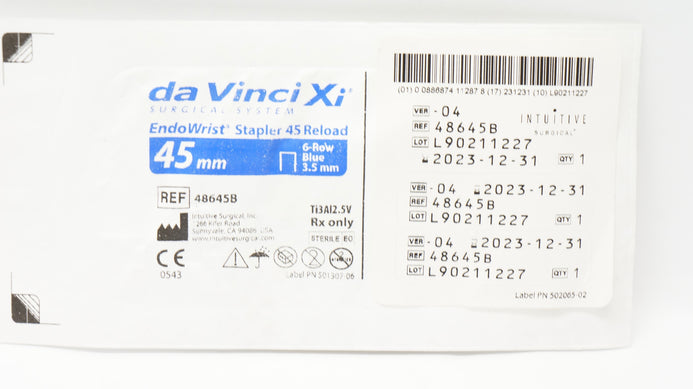 da Vinci Xi®
SURGICAL SYSTEM
EndoWrist® Stapler 45 Reload
45 mm
6-Row
Blue
3.5 mm
REF 48645B
Intuitive Surgical, Inc.
1266 Kifer Road
Sunnyvale, CA 94086, USA
www.intuitivesurgical.com
Ti3Al2.5V
Rx only
STERILE EO
CE
0543
Label PN 501307-06
(01) 0 0886874 11287 8 (17) 231231 (10) L90211227
VER - 04
INTUITIVE
SURGICAL®
REF 48645B
LOT L90211227
2023-12-31 QTY 1
VER - 04 2023-12-31
REF 48645B
LOT L90211227 QTY 1
VER - 04 2023-12-31
REF 48645B
LOT L90211227 QTY 1
Label PN 502065-02